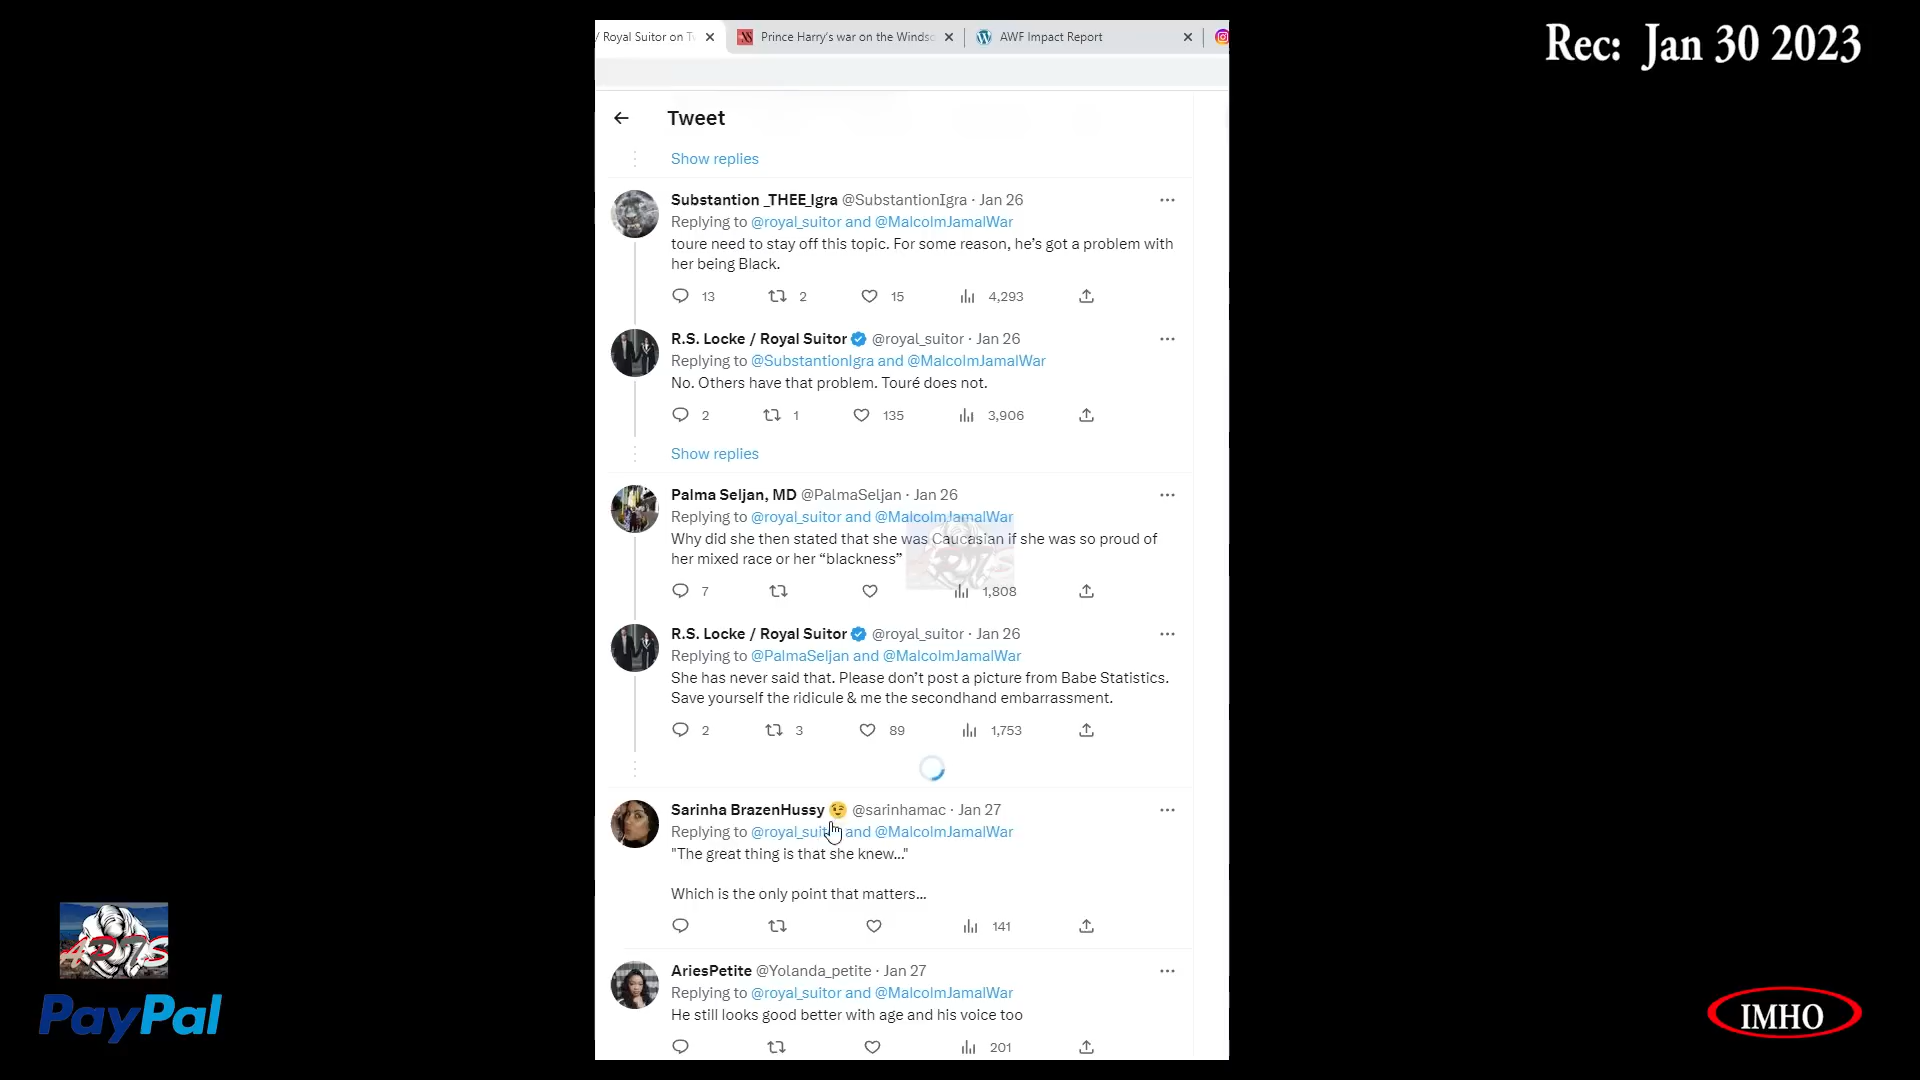 / Royal Suitor on Tw
Prince Harry's war on the Windso
AWF Impact Report
Rec: Jan 30 2023
Tweet
Show replies
Substantion _THEE_Igra @SubstantionIgra · Jan 26
Replying to @royal_suitor and @MalcolmJamalWar
toure need to stay off this topic. For some reason, he's got a problem with
her being Black.
13 2 15 4,293
R.S. Locke / Royal Suitor @royal_suitor · Jan 26
Replying to @SubstantionIgra and @MalcolmJamalWar
No. Others have that problem. Touré does not.
2 1 135 3,906
Show replies
Palma Seljan, MD @PalmaSeljan · Jan 26
Replying to @royal_suitor and @MalcolmJamalWar
Why did she then stated that she was Caucasian if she was so proud of
her mixed race or her “blackness”
7 1,808
R.S. Locke / Royal Suitor @royal_suitor · Jan 26
Replying to @PalmaSeljan and @MalcolmJamalWar
She has never said that. Please don't post a picture from Babe Statistics.
Save yourself the ridicule & me the secondhand embarrassment.
2 3 89 1,753
Sarinha BrazenHussy 😉 @sarinhamac · Jan 27
Replying to @royal_suitor and @MalcolmJamalWar
"The great thing is that she knew..."
Which is the only point that matters...
141
AriesPetite @Yolanda_petite · Jan 27
Replying to @royal_suitor and @MalcolmJamalWar
He still looks good better with age and his voice too
201
PayPal
IMHO